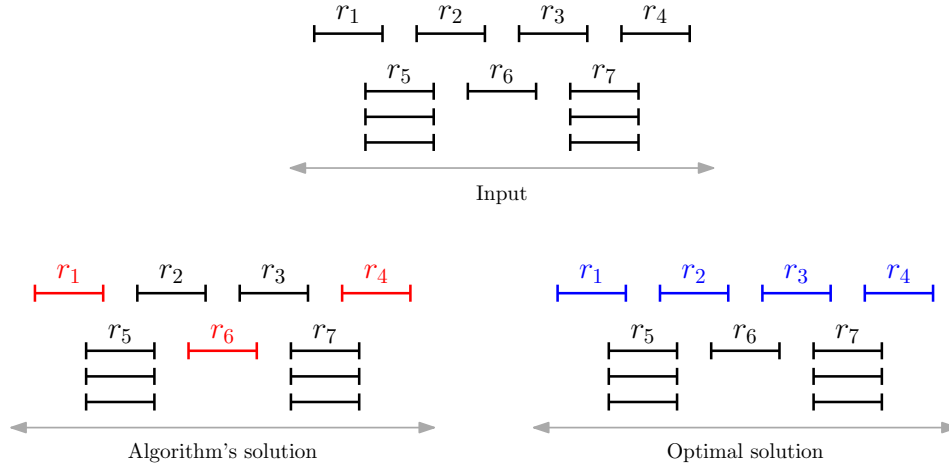 r1 r2 r3 r4
r5 r6 r7
Input
r1 r2 r3 r4
r5 r6 r7
Algorithm's solution
r1 r2 r3 r4
r5 r6 r7
Optimal solution